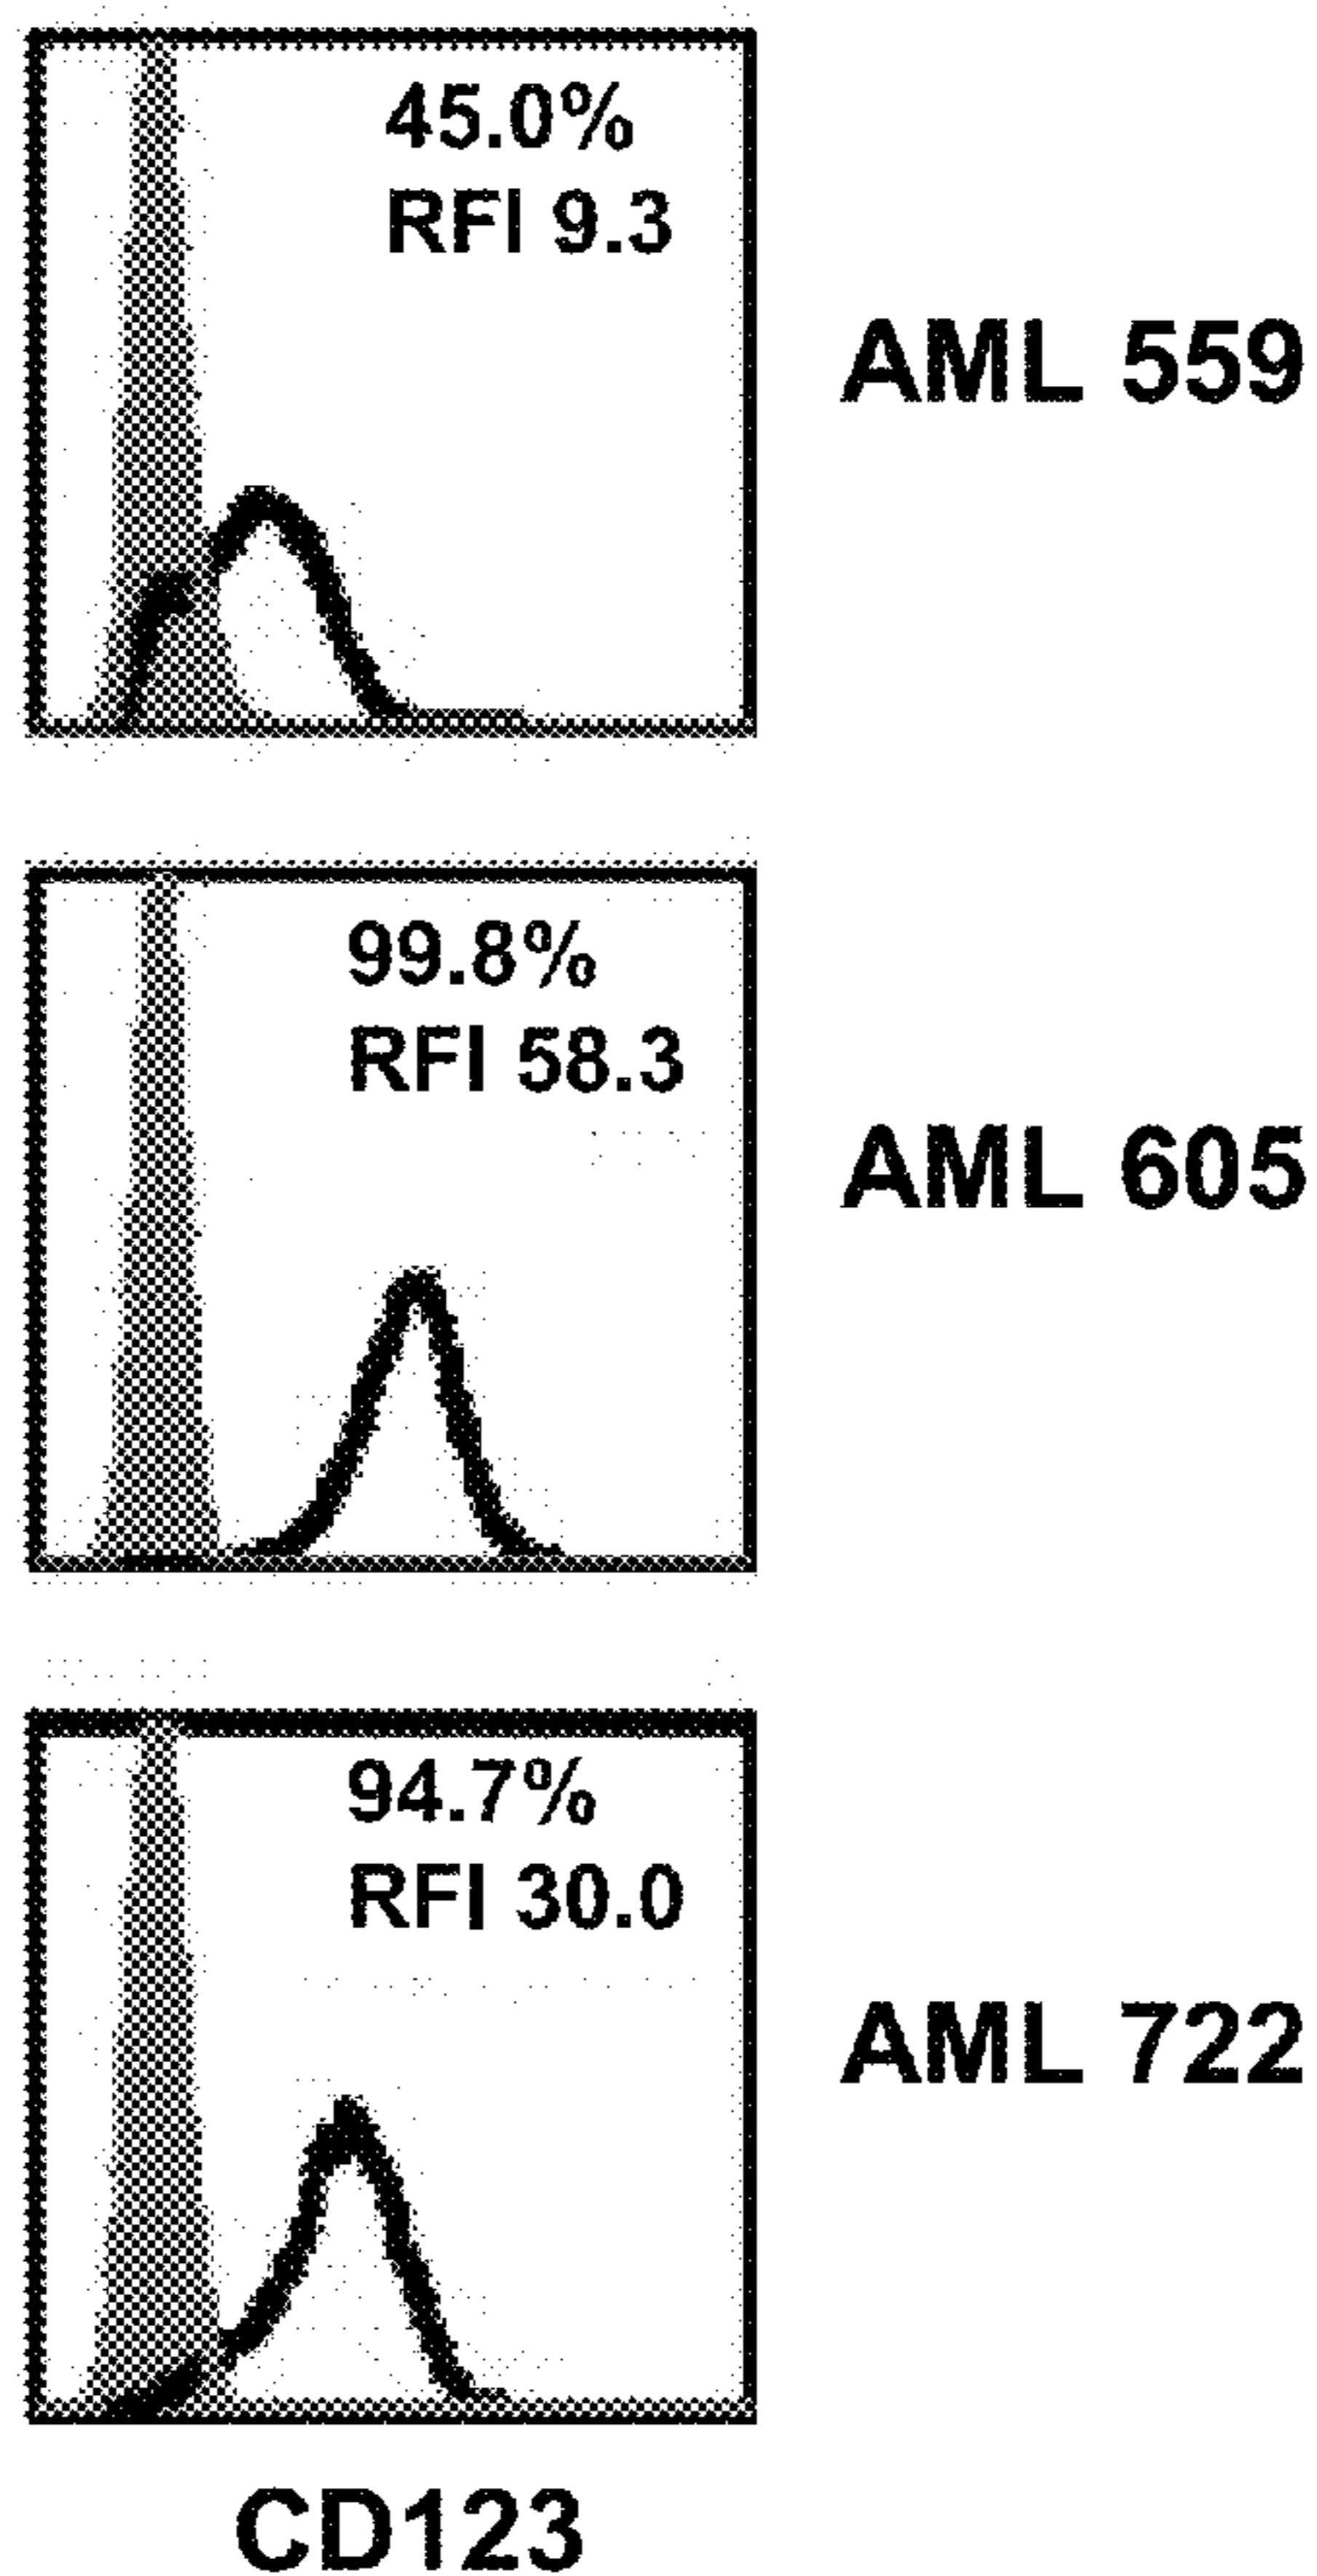 45.0%
RFI 9.3
AML 559
99.8%
RFI 58.3
AML 605
94.7%
RFI 30.0
AML 722
CD123